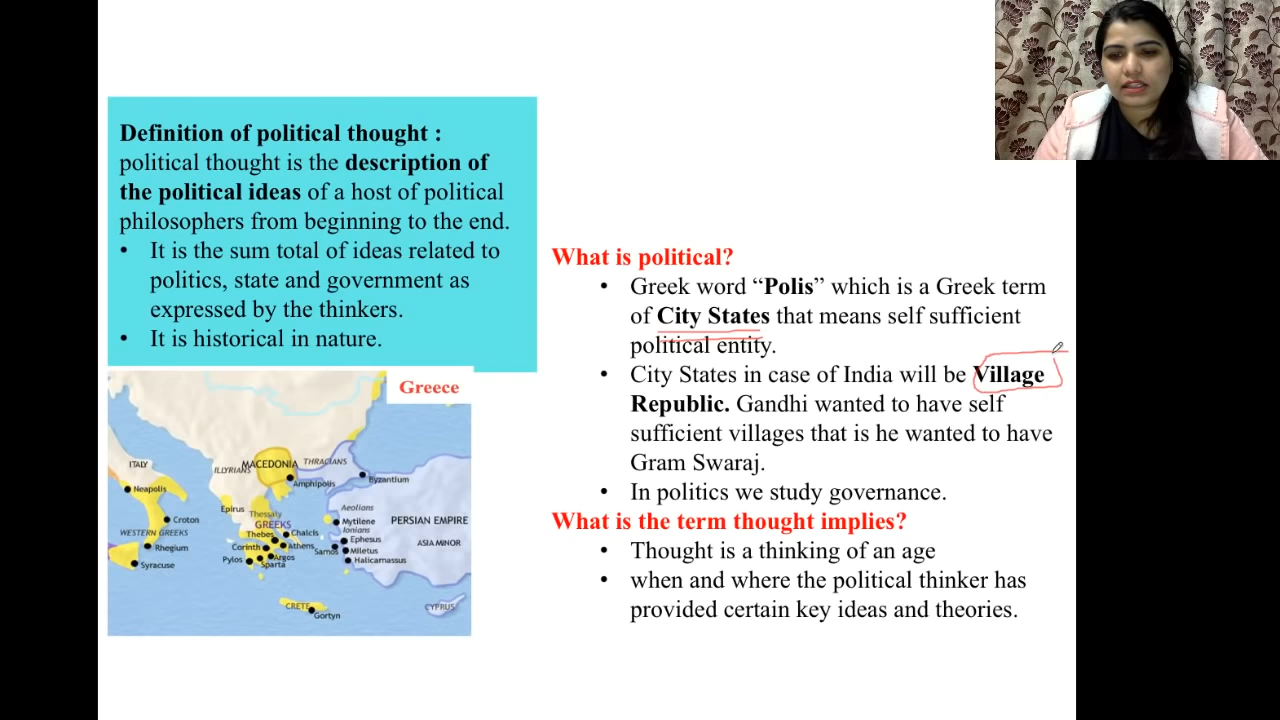 Definition of political thought :
political thought is the description of
the political ideas of a host of political
philosophers from beginning to the end.
• It is the sum total of ideas related to
politics, state and government as
expressed by the thinkers.
• It is historical in nature.
What is political?
• Greek word “Polis” which is a Greek term
of City States that means self sufficient
political entity.
• City States in case of India will be Village
Republic. Gandhi wanted to have self
sufficient villages that is he wanted to have
Gram Swaraj.
• In politics we study governance.
What is the term thought implies?
• Thought is a thinking of an age
• when and where the political thinker has
provided certain key ideas and theories.
Greece
ITALY
ILLYRIANS
MACEDONIA
THRACIANS
Neapolis
Amphipolis
Byzantium
Epirus
Thessaly
Aeolians
Croton
GREEKS
Mytilene
PERSIAN EMPIRE
WESTERN GREEKS
Thebes
Chalcis
Ionians
Rhegium
Corinth
Athens
Samos
Ephesus
ASIA MINOR
Syracuse
Pylos
Argos
Miletus
Sparta
Halicarnassus
CRETE
Gortyn
CYPRUS